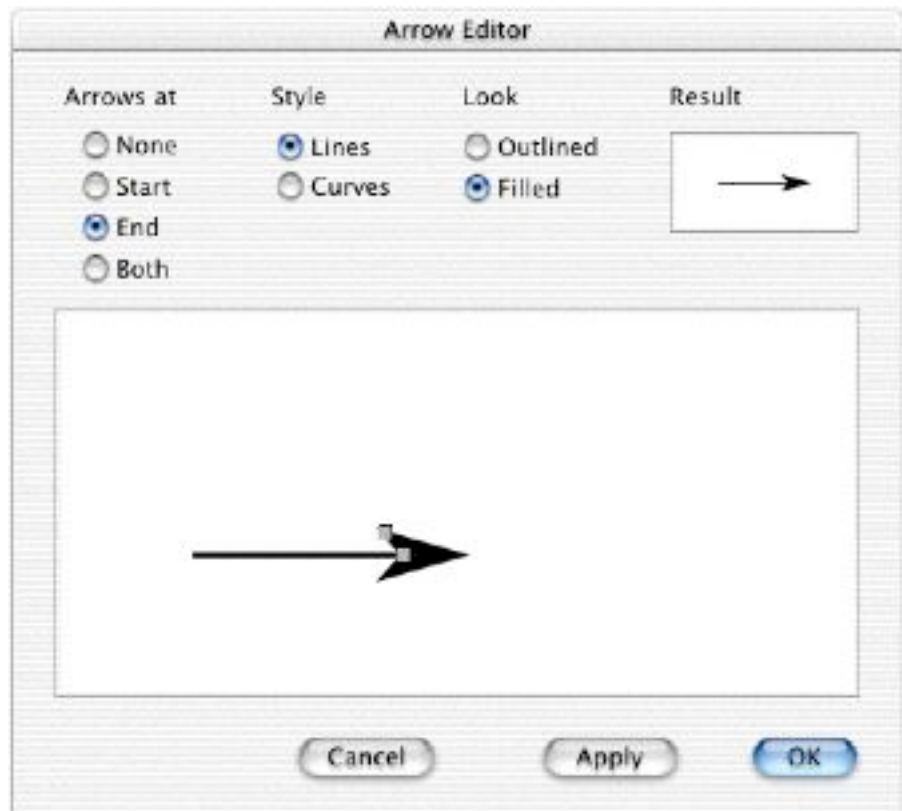 Arrow Editor
Arrows at
None
Start
End
Both
Style
Lines
Curves
Look
Outlined
Filled
Result
Cancel
Apply
OK